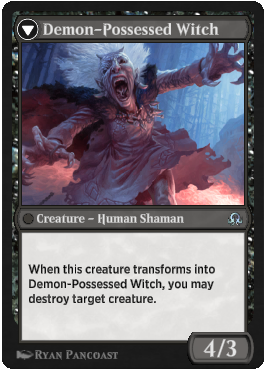 Demon-Possessed Witch
Creature – Human Shaman
When this creature transforms into
Demon-Possessed Witch, you may
destroy target creature.
4/3
Ryan Pancoast